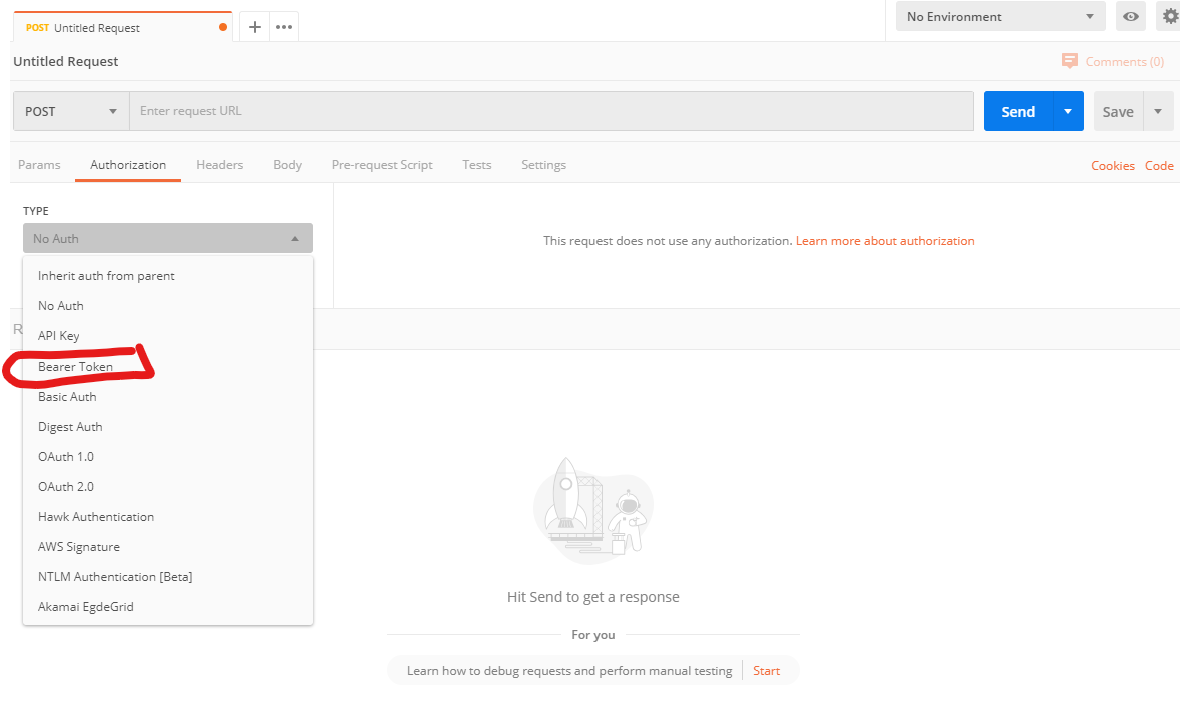 POST Untitled Request
No Environment
Untitled Request
Comments (0)
POST Enter request URL Send Save
Params Authorization Headers Body Pre-request Script Tests Settings Cookies Code
TYPE
No Auth
This request does not use any authorization. Learn more about authorization
Inherit auth from parent
No Auth
R
API Key
Bearer Token
Basic Auth
Digest Auth
OAuth 1.0
OAuth 2.0
Hawk Authentication
AWS Signature
NTLM Authentication [Beta]
Akamai EgdeGrid
Hit Send to get a response
For you
Learn how to debug requests and perform manual testing Start